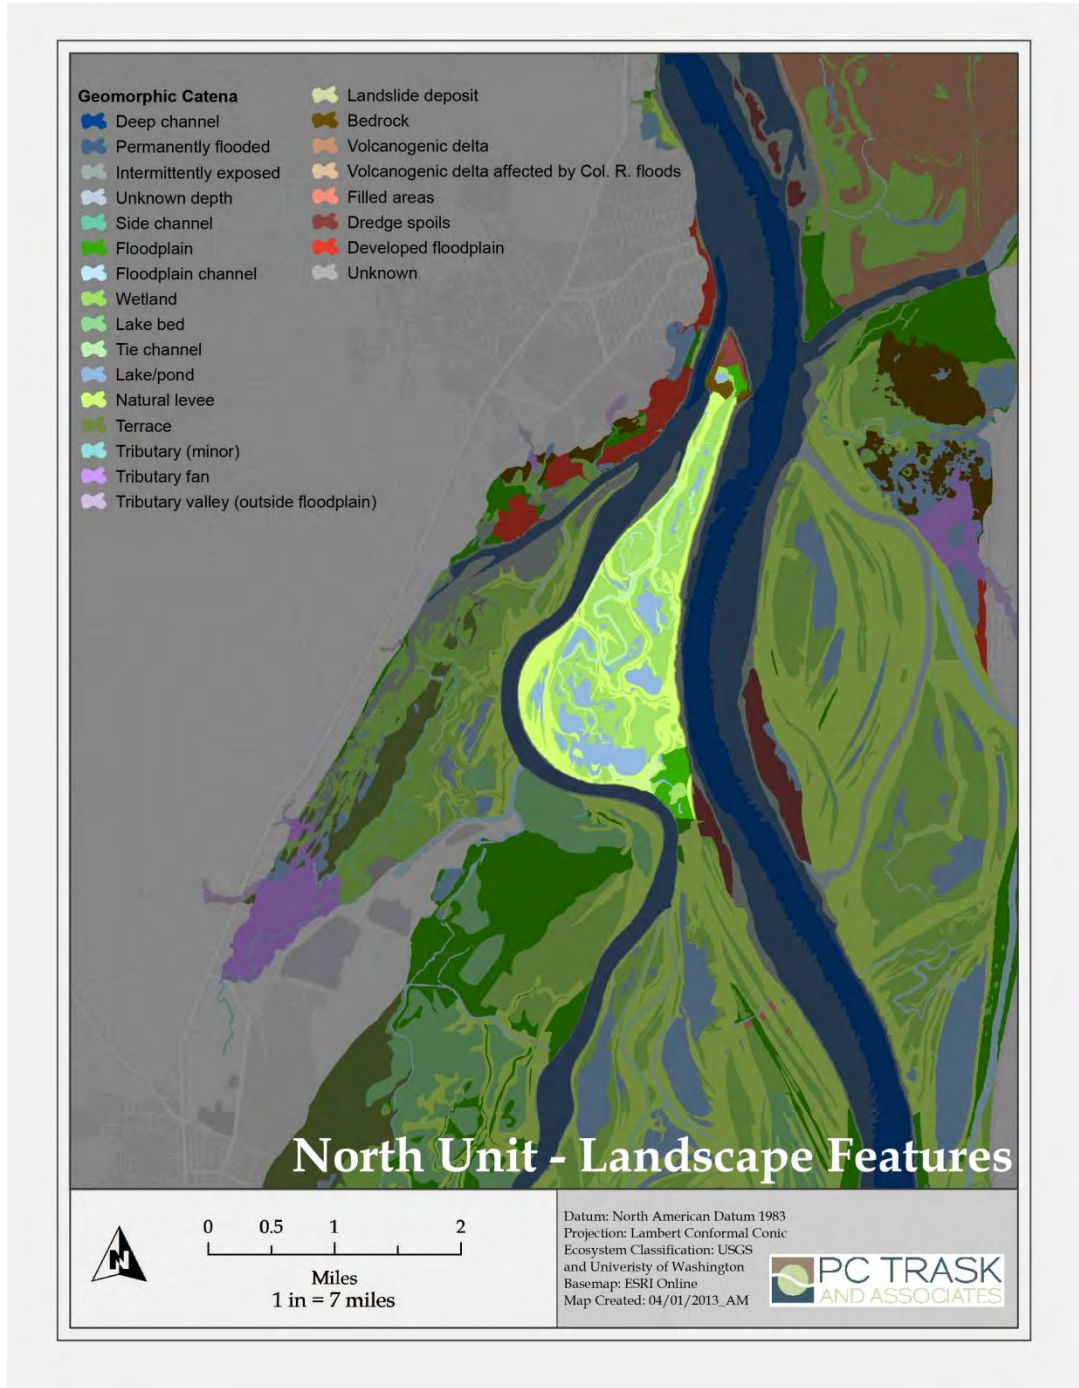 Geomorphic Catena
Deep channel
Permanently flooded
Intermittently exposed
Unknown depth
Side channel
Floodplain
Floodplain channel
Wetland
Lake bed
Tie channel
Lake/pond
Natural levee
Terrace
Tributary (minor)
Tributary fan
Tributary valley (outside floodplain)
Landslide deposit
Bedrock
Volcanogenic delta
Volcanogenic delta affected by Col. R. floods
Filled areas
Dredge spoils
Developed floodplain
Unknown
North Unit - Landscape Features
N
0 0.5 1 2
Miles
1 in = 7 miles
Datum: North American Datum 1983
Projection: Lambert Conformal Conic
Ecosystem Classification: USGS
and Univeristy of Washington
Basemap: ESRI Online
Map Created: 04/01/2013_AM
PC TRASK
AND ASSOCIATES